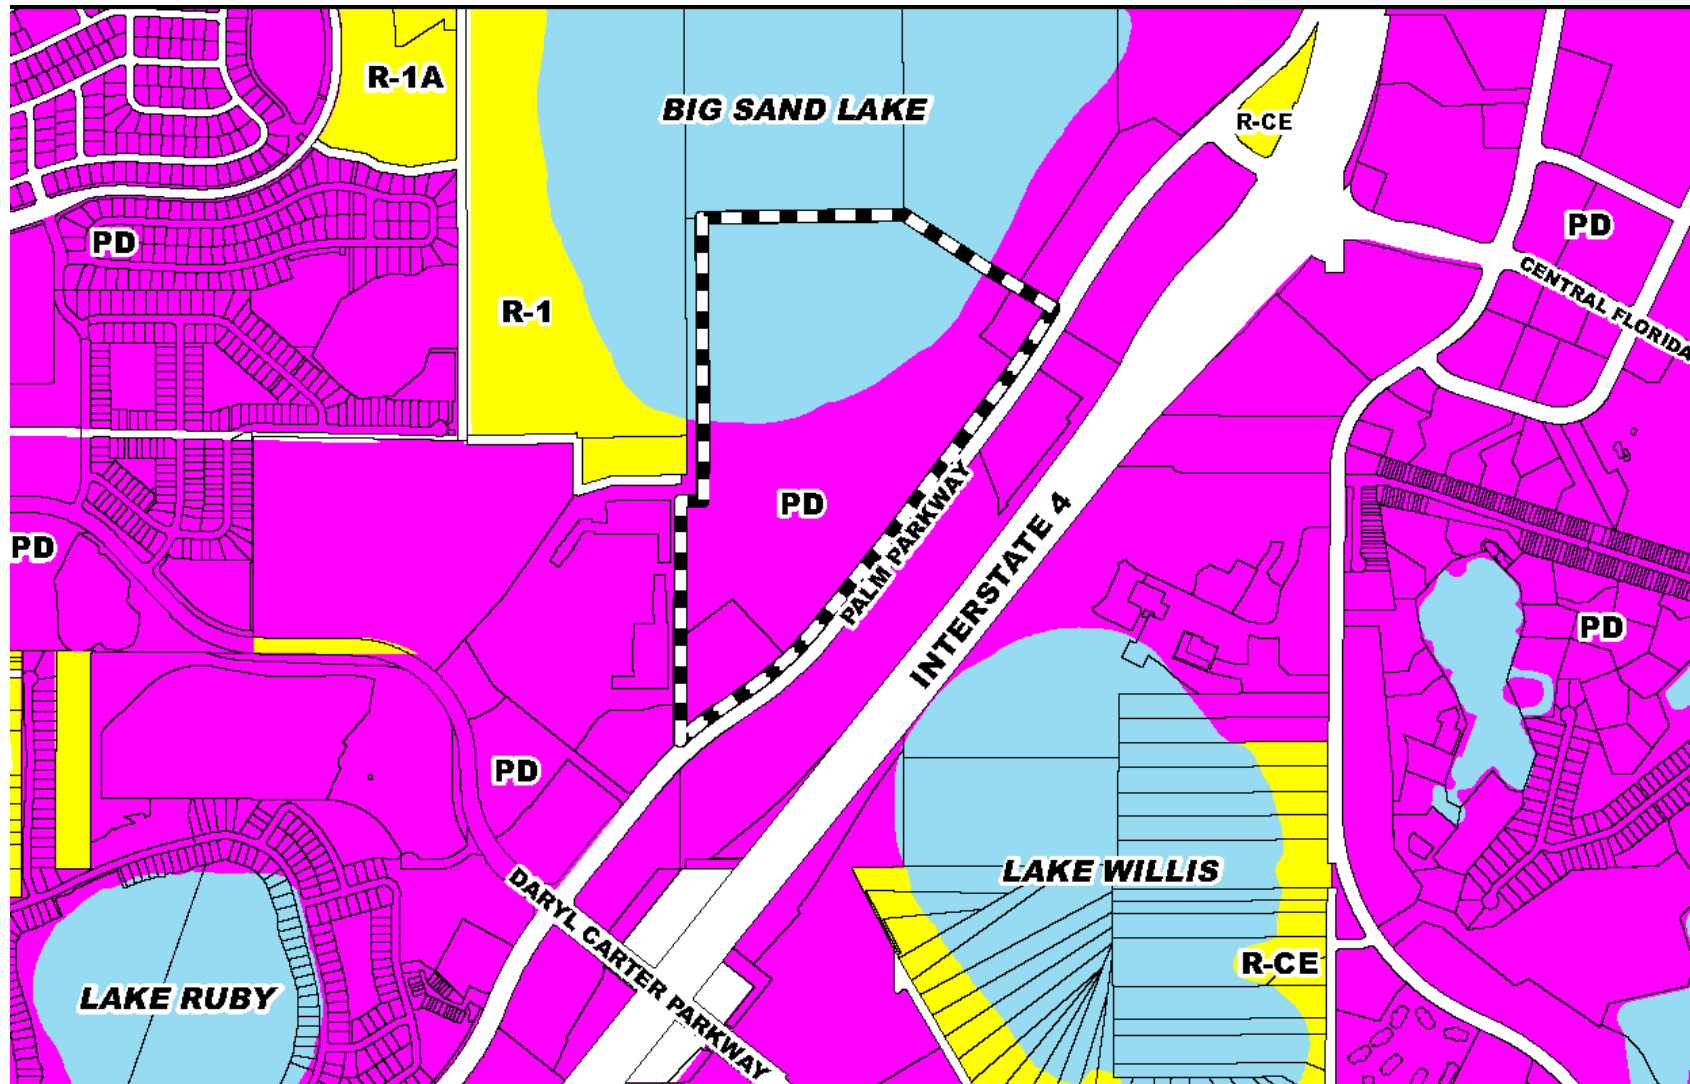 R-1A
BIG SAND LAKE
R-CE
PD
PD
CENTRAL FLORIDA
R-1
PD
PALM PARKWAY
INTERSTATE 4
PD
PD
PD
LAKE WILLIS
DARYL CARTER PARKWAY
R-CE
LAKE RUBY